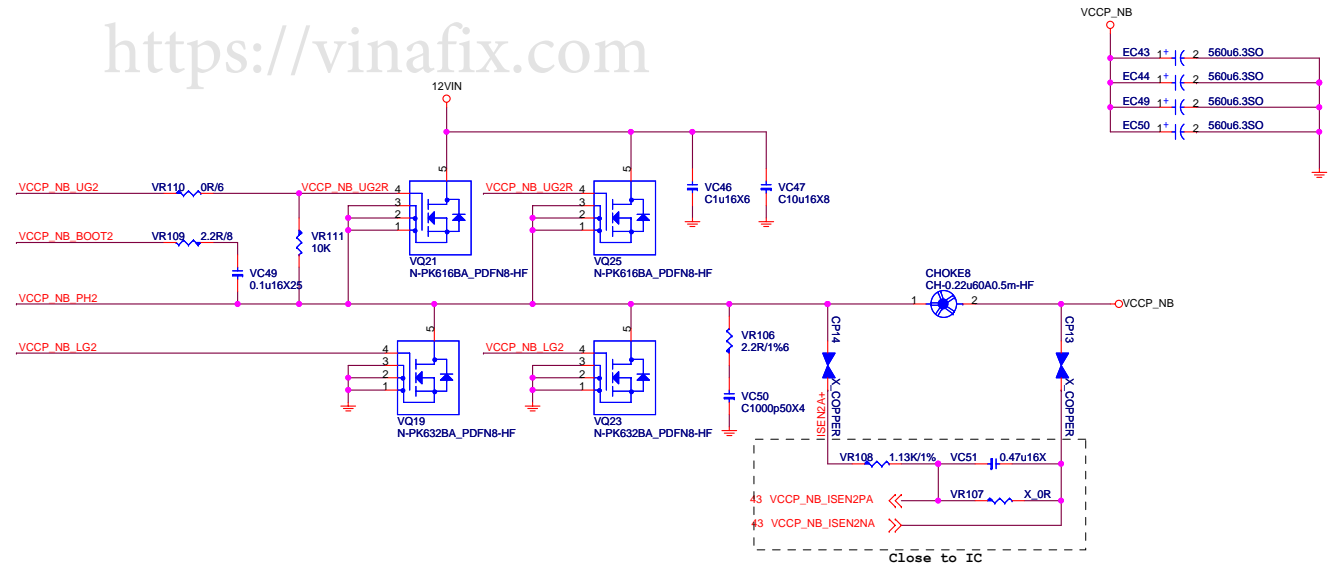 https://vinafix.com
VCCP_NB
EC43 1 + 2 560u6.3SO
EC44 1 + 2 560u6.3SO
EC49 1 + 2 560u6.3SO
EC50 1 + 2 560u6.3SO
12VIN
5 5
VCCP_NB_UG2 VR110 0R/6 VCCP_NB_UG2R 4 VCCP_NB_UG2R 4
3 3
2 2
1 1
VC46
C1u16X6
VC47
C10u16X8
VCCP_NB_BOOT2 VR109 2.2R/8
VR111
10K
VC49
0.1u16X25
VQ21
N-PK616BA_PDFN8-HF
VQ25
N-PK616BA_PDFN8-HF
CHOKE8
CH-0.22u60A0.5m-HF
VCCP_NB_PH2 1 2 VCCP_NB
5 5
VCCP_NB_LG2 4 VCCP_NB_LG2 4
3 3
2 2
1 1
VR106
2.2R/1%6
VC50
C1000p50X4
CP14
X_COPPER
CP13
X_COPPER
ISEN2A+
VQ19
N-PK632BA_PDFN8-HF
VQ23
N-PK632BA_PDFN8-HF
VR108 1.13K/1% VC51 0.47u16X
43 VCCP_NB_ISEN2PA VR107 X_0R
43 VCCP_NB_ISEN2NA
Close to IC